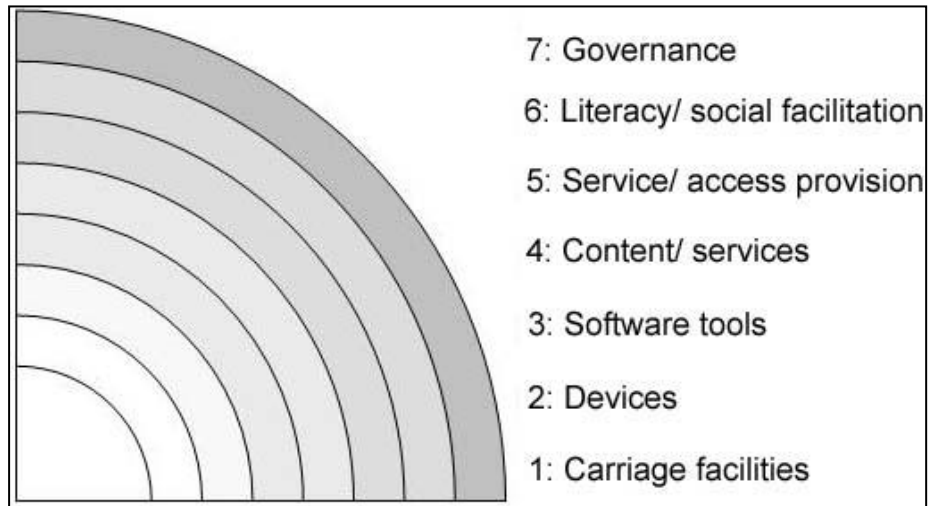 7: Governance
6: Literacy/ social facilitation
5: Service/ access provision
4: Content/ services
3: Software tools
2: Devices
1: Carriage facilities